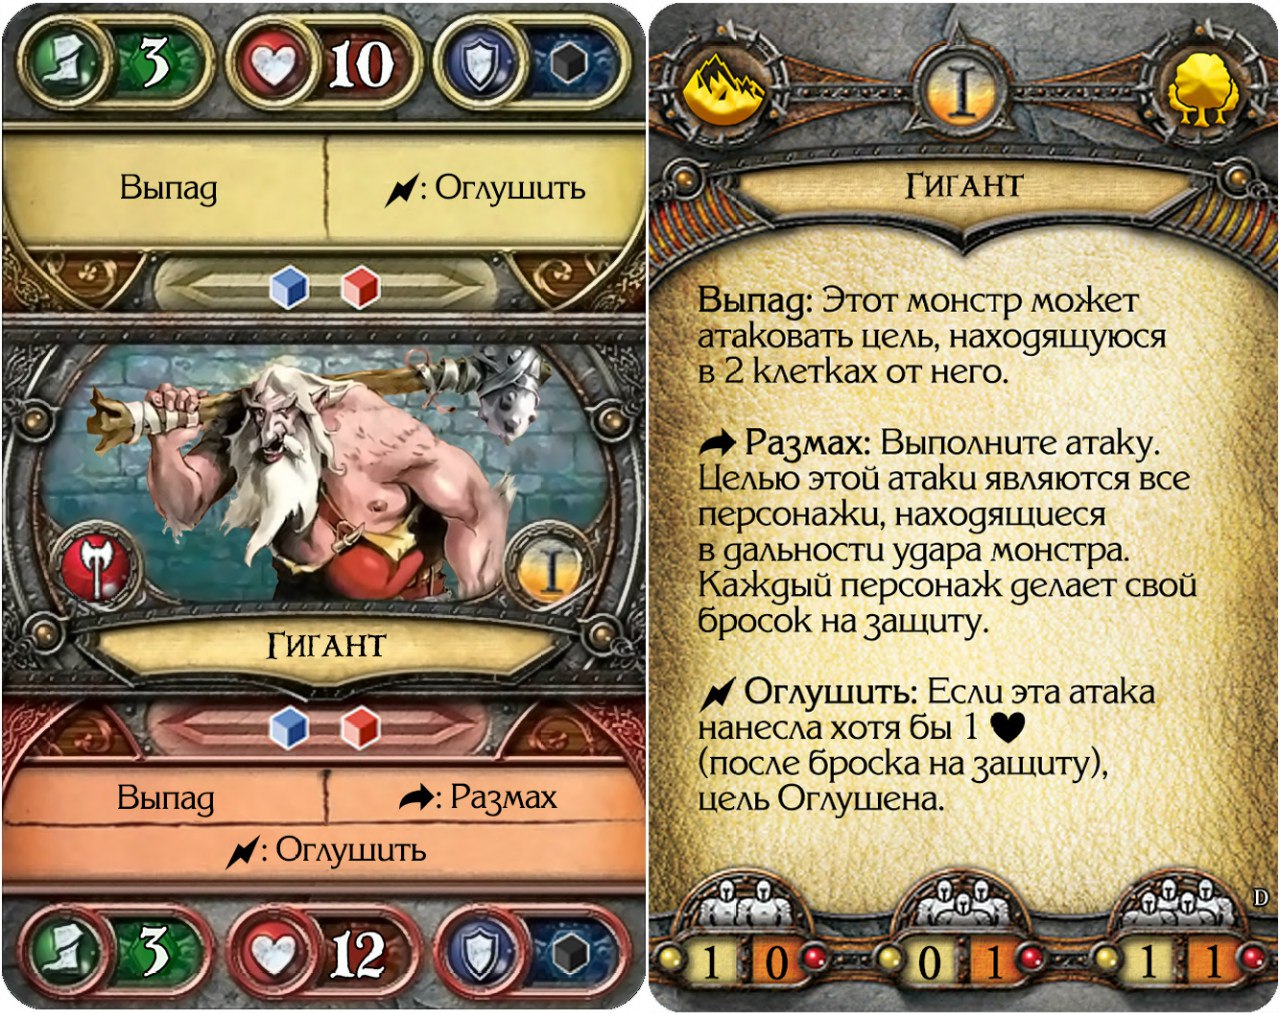 3 10
Выпад : Оглушить
I
Гигант
Выпад : Размах
: Оглушить
3 12
I
Гигант
Выпад: Этот монстр может
атаковать цель, находящуюся
в 2 клетках от него.
Размах: Выполните атаку.
Целью этой атаки являются все
персонажи, находящиеся
в дальности удара монстра.
Каждый персонаж делает свой
бросок на защиту.
Оглушить: Если эта атака
нанесла хотя бы 1
(после броска на защиту),
цель Оглушена.
D
1 0 0 1 1 1